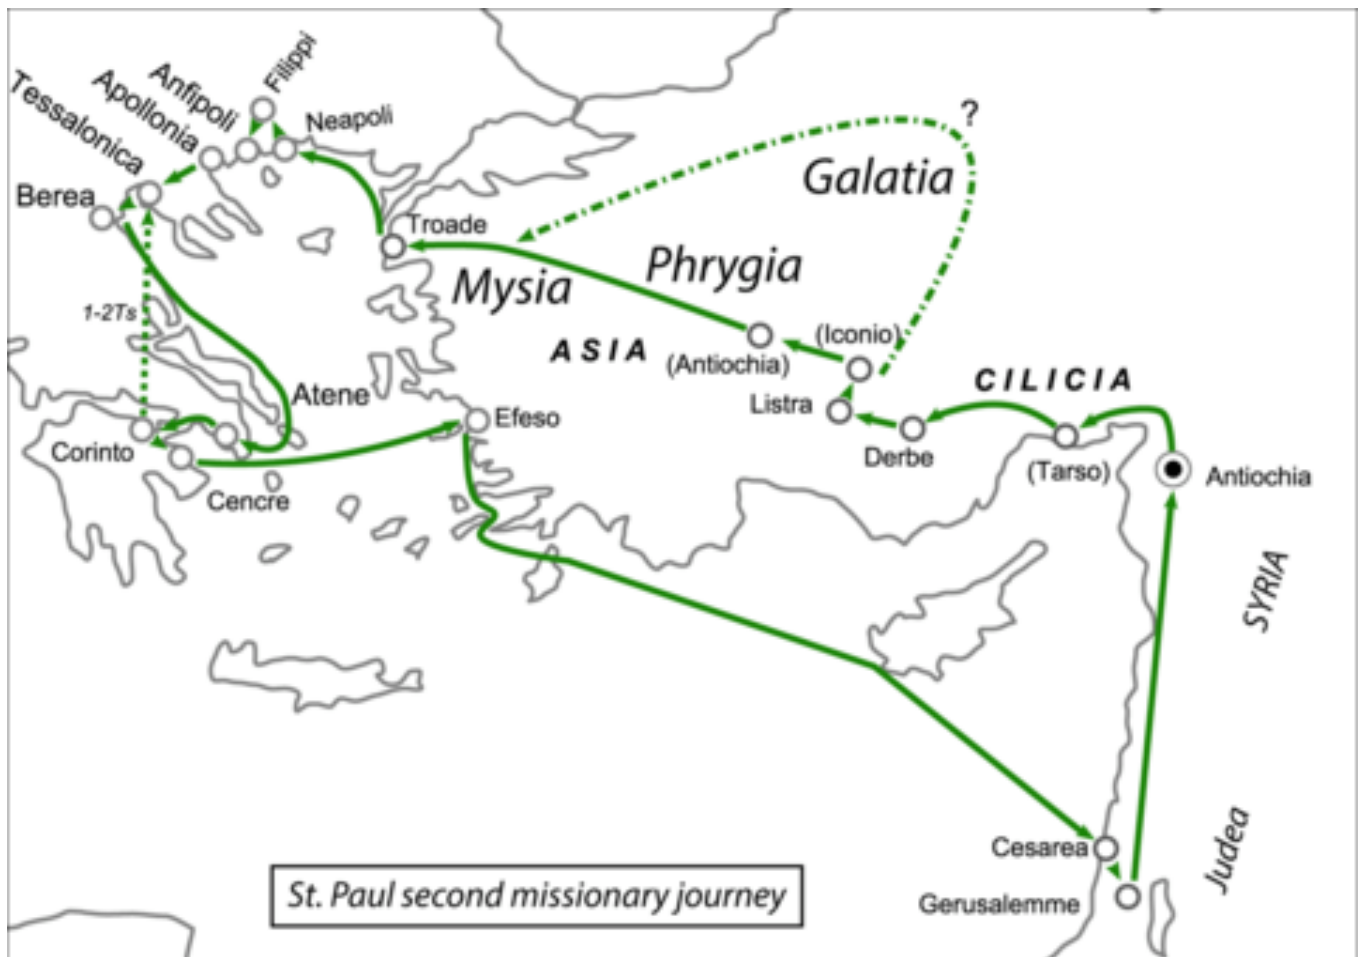 Filippi
Anfipoli
Apollonia
Tessalonica
Neapoli
Berea
?
Galatia
Troade
Phrygia
Mysia
1-2Ts
ASIA
(Iconio)
(Antiochia)
CILICIA
Atene
Listra
Efeso
Derbe
Corinto
(Tarso)
Antiochia
Cencre
SYRIA
Judea
Cesarea
Gerusalemme
St. Paul second missionary journey